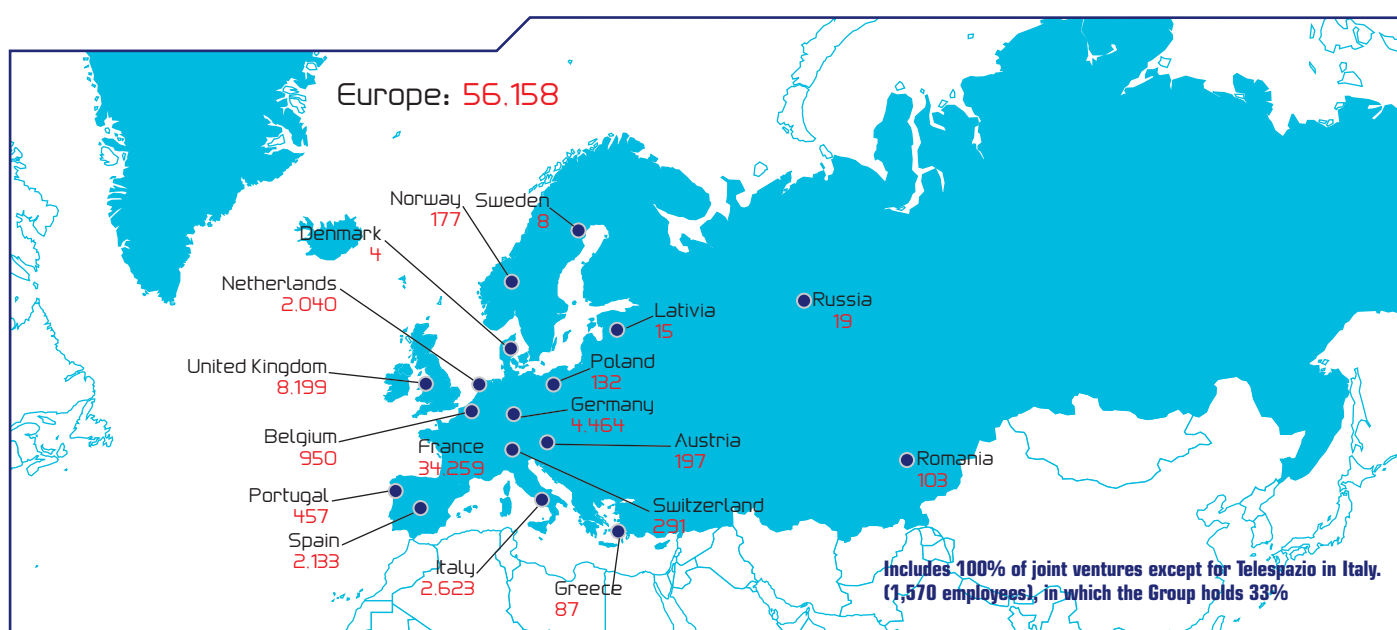 Europe: 56.158
Norway
177
Sweden
8
Denmark
4
Netherlands
2.040
Lativia
15
Russia
19
United Kingdom
8.199
Poland
132
Germany
4.464
Belgium
950
France
34.259
Austria
197
Romania
103
Portugal
457
Switzerland
291
Spain
2.133
Italy
2.623
Greece
87
Includes 100% of joint ventures except for Telespazio in Italy.
(1,570 employees), in which the Group holds 33%